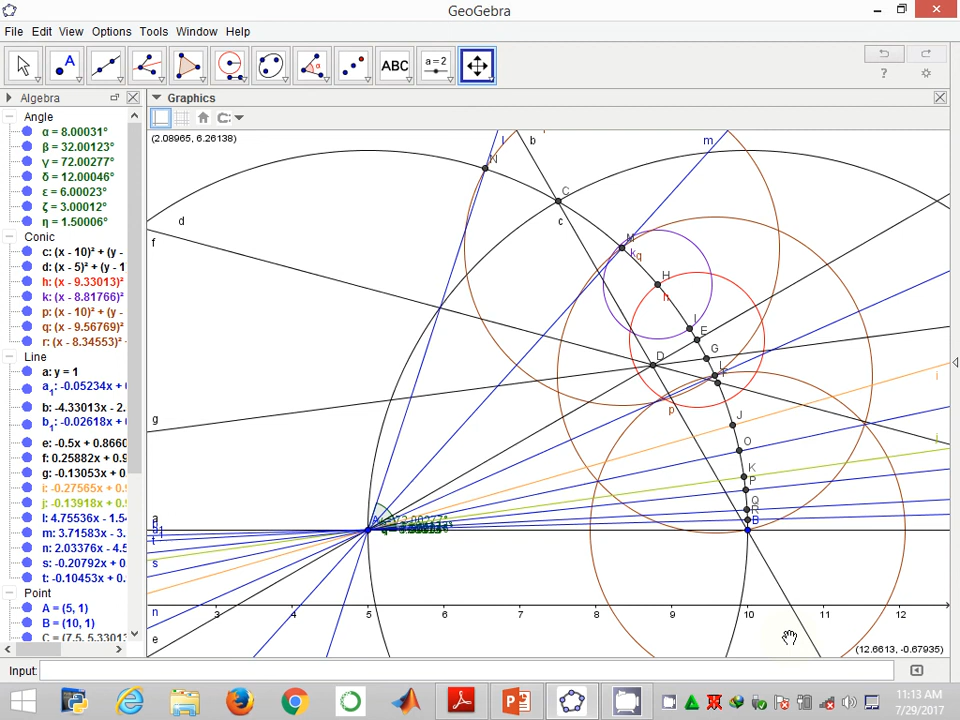 GeoGebra
File Edit View Options Tools Window Help
ABC
a = 2
Algebra
Graphics
(2.08965, 6.26138)
Angle
α = 8.00031°
β = 32.00123°
γ = 72.00277°
δ = 12.00046°
ε = 6.00023°
ζ = 3.00012°
η = 1.50006°
Conic
c: (x - 10)² + (y -
d: (x - 5)² + (y - 1
h: (x - 9.33013)²
k: (x - 8.81766)²
p: (x - 10)² + (y -
q: (x - 9.56769)²
r: (x - 8.34553)²
Line
a: y = 1
a₁: -0.05234x +
b: -4.33013x - 2.
b₁: -0.02618x +
e: -0.5x + 0.8660
f: 0.25882x + 0.9
g: -0.13053x + 0
i: -0.27565x + 0.
j: -0.13918x + 0.
l: 4.75536x - 1.5
m: 3.71583x - 3.
n: 2.03376x - 4.5
s: -0.20792x + 0.
t: -0.10453x + 0.
Point
A = (5, 1)
B = (10, 1)
C = (7.5, 5.33013
l b m
N
C
d c
f M
k q
H
h
I
E
G
D
L
F
i
p
g J
O
j
K
P
Q
R
a A B
t
s
3 4 5 6 7 8 9 10 11 12
n
e
(12.6613, -0.67935)
Input:
11:13 AM
7/29/2017